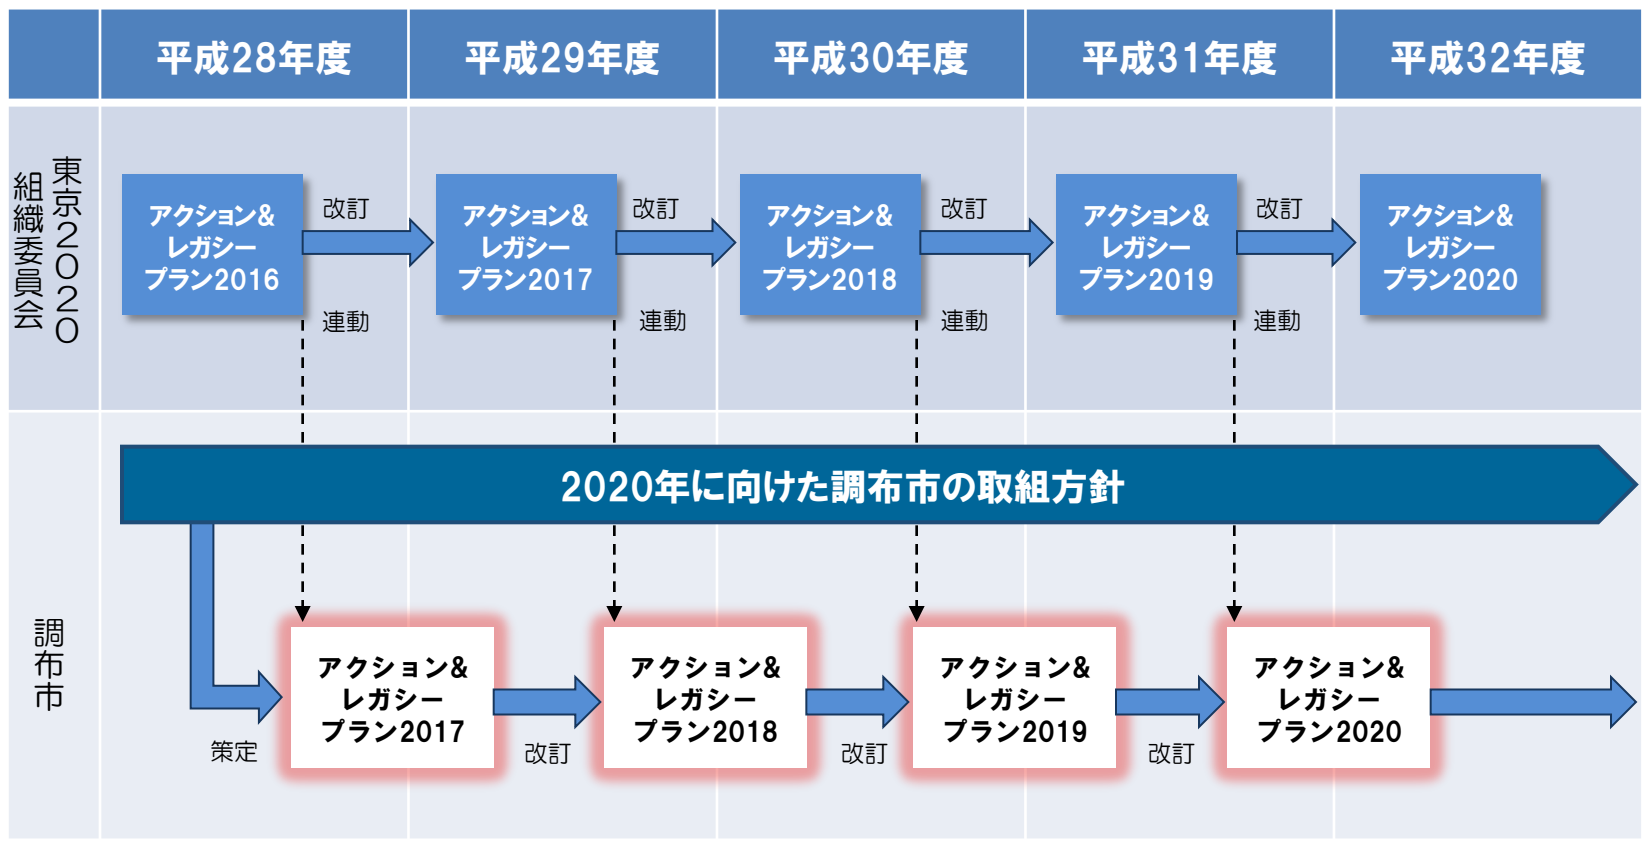 平成28年度
平成29年度
平成30年度
平成31年度
平成32年度
東京2020
組織委員会
アクション&
レガシー
プラン2016
改訂
連動
アクション&
レガシー
プラン2017
改訂
連動
アクション&
レガシー
プラン2018
改訂
連動
アクション&
レガシー
プラン2019
改訂
連動
アクション&
レガシー
プラン2020
調布市
2020年に向けた調布市の取組方針
策定
アクション&
レガシー
プラン2017
改訂
アクション&
レガシー
プラン2018
改訂
アクション&
レガシー
プラン2019
改訂
アクション&
レガシー
プラン2020